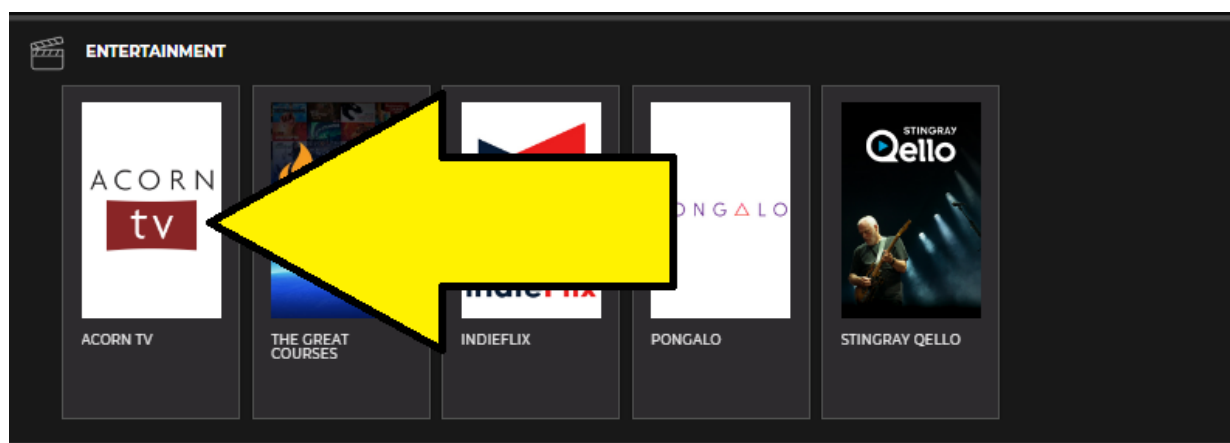 ENTERTAINMENT
ACORN
tv
STINGRAY
Qello
ACORN TV
THE GREAT
COURSES
INDIEFLIX
PONGALO
STINGRAY QELLO